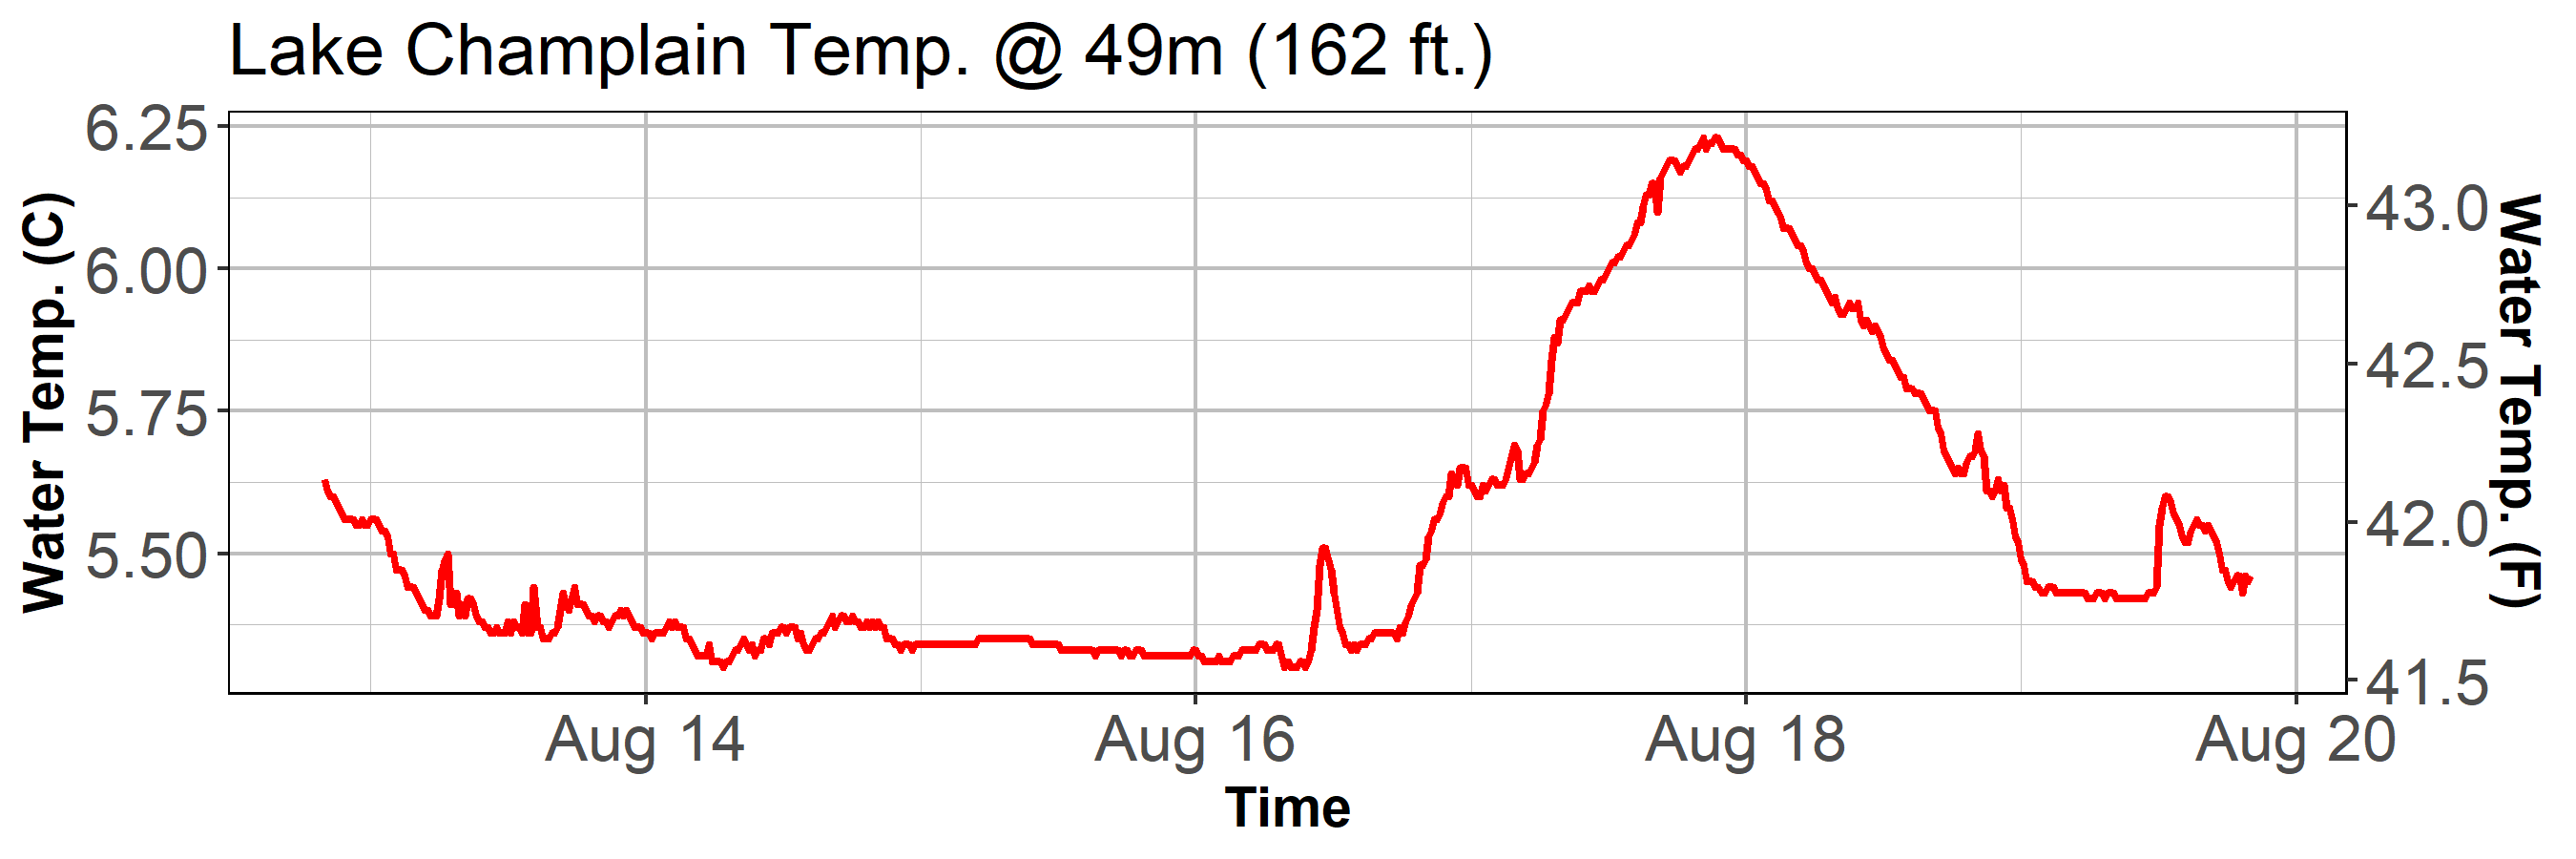 Lake Champlain Temp. @ 49m (162 ft.)
Water Temp. (C)
6.25
6.00
5.75
5.50
43.0
42.5
42.0
41.5
Water Temp. (F)
Aug 14 Aug 16 Aug 18 Aug 20
Time